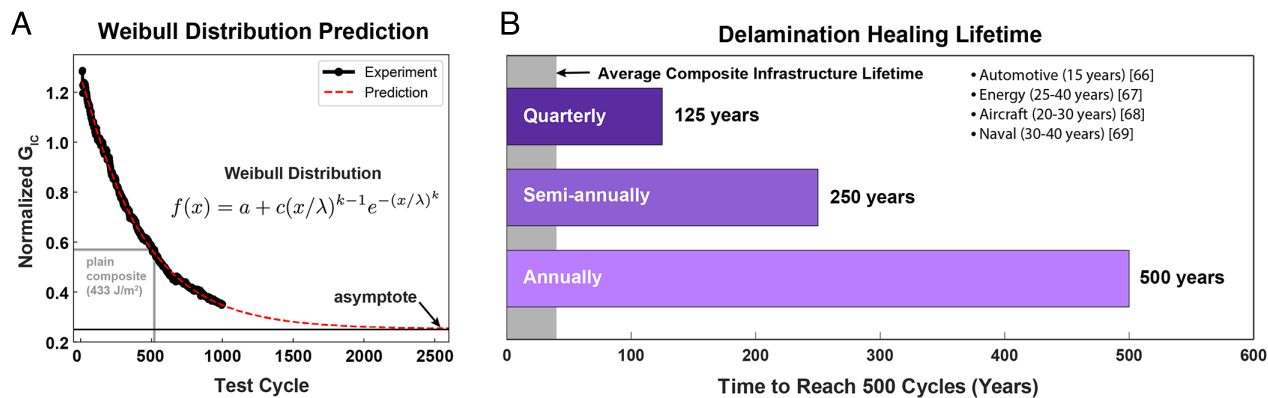 A
Weibull Distribution Prediction
Normalized G_IC
1.2
1.0
0.8
0.6
0.4
0.2
Experiment
Prediction
Weibull Distribution
f(x) = a + c(x/λ)^{k−1}e^{−(x/λ)^k}
plain
composite
(433 J/m²)
asymptote
0 500 1000 1500 2000 2500
Test Cycle
B
Delamination Healing Lifetime
Average Composite Infrastructure Lifetime
• Automotive (15 years) [66]
• Energy (25-40 years) [67]
• Aircraft (20-30 years) [68]
• Naval (30-40 years) [69]
Quarterly 125 years
Semi-annually 250 years
Annually 500 years
0 100 200 300 400 500 600
Time to Reach 500 Cycles (Years)